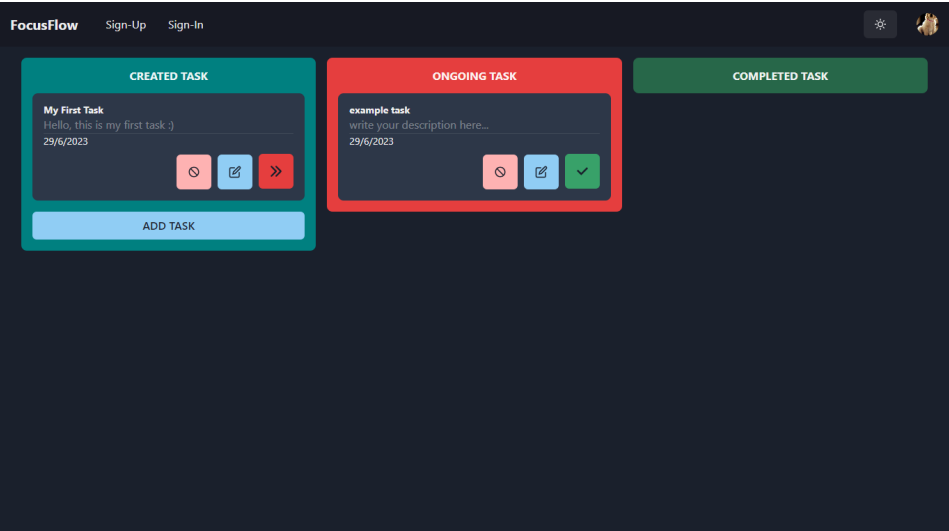 FocusFlow Sign-Up Sign-In
CREATED TASK
My First Task
Hello, this is my first task :)
29/6/2023
ADD TASK
ONGOING TASK
example task
write your description here...
29/6/2023
COMPLETED TASK